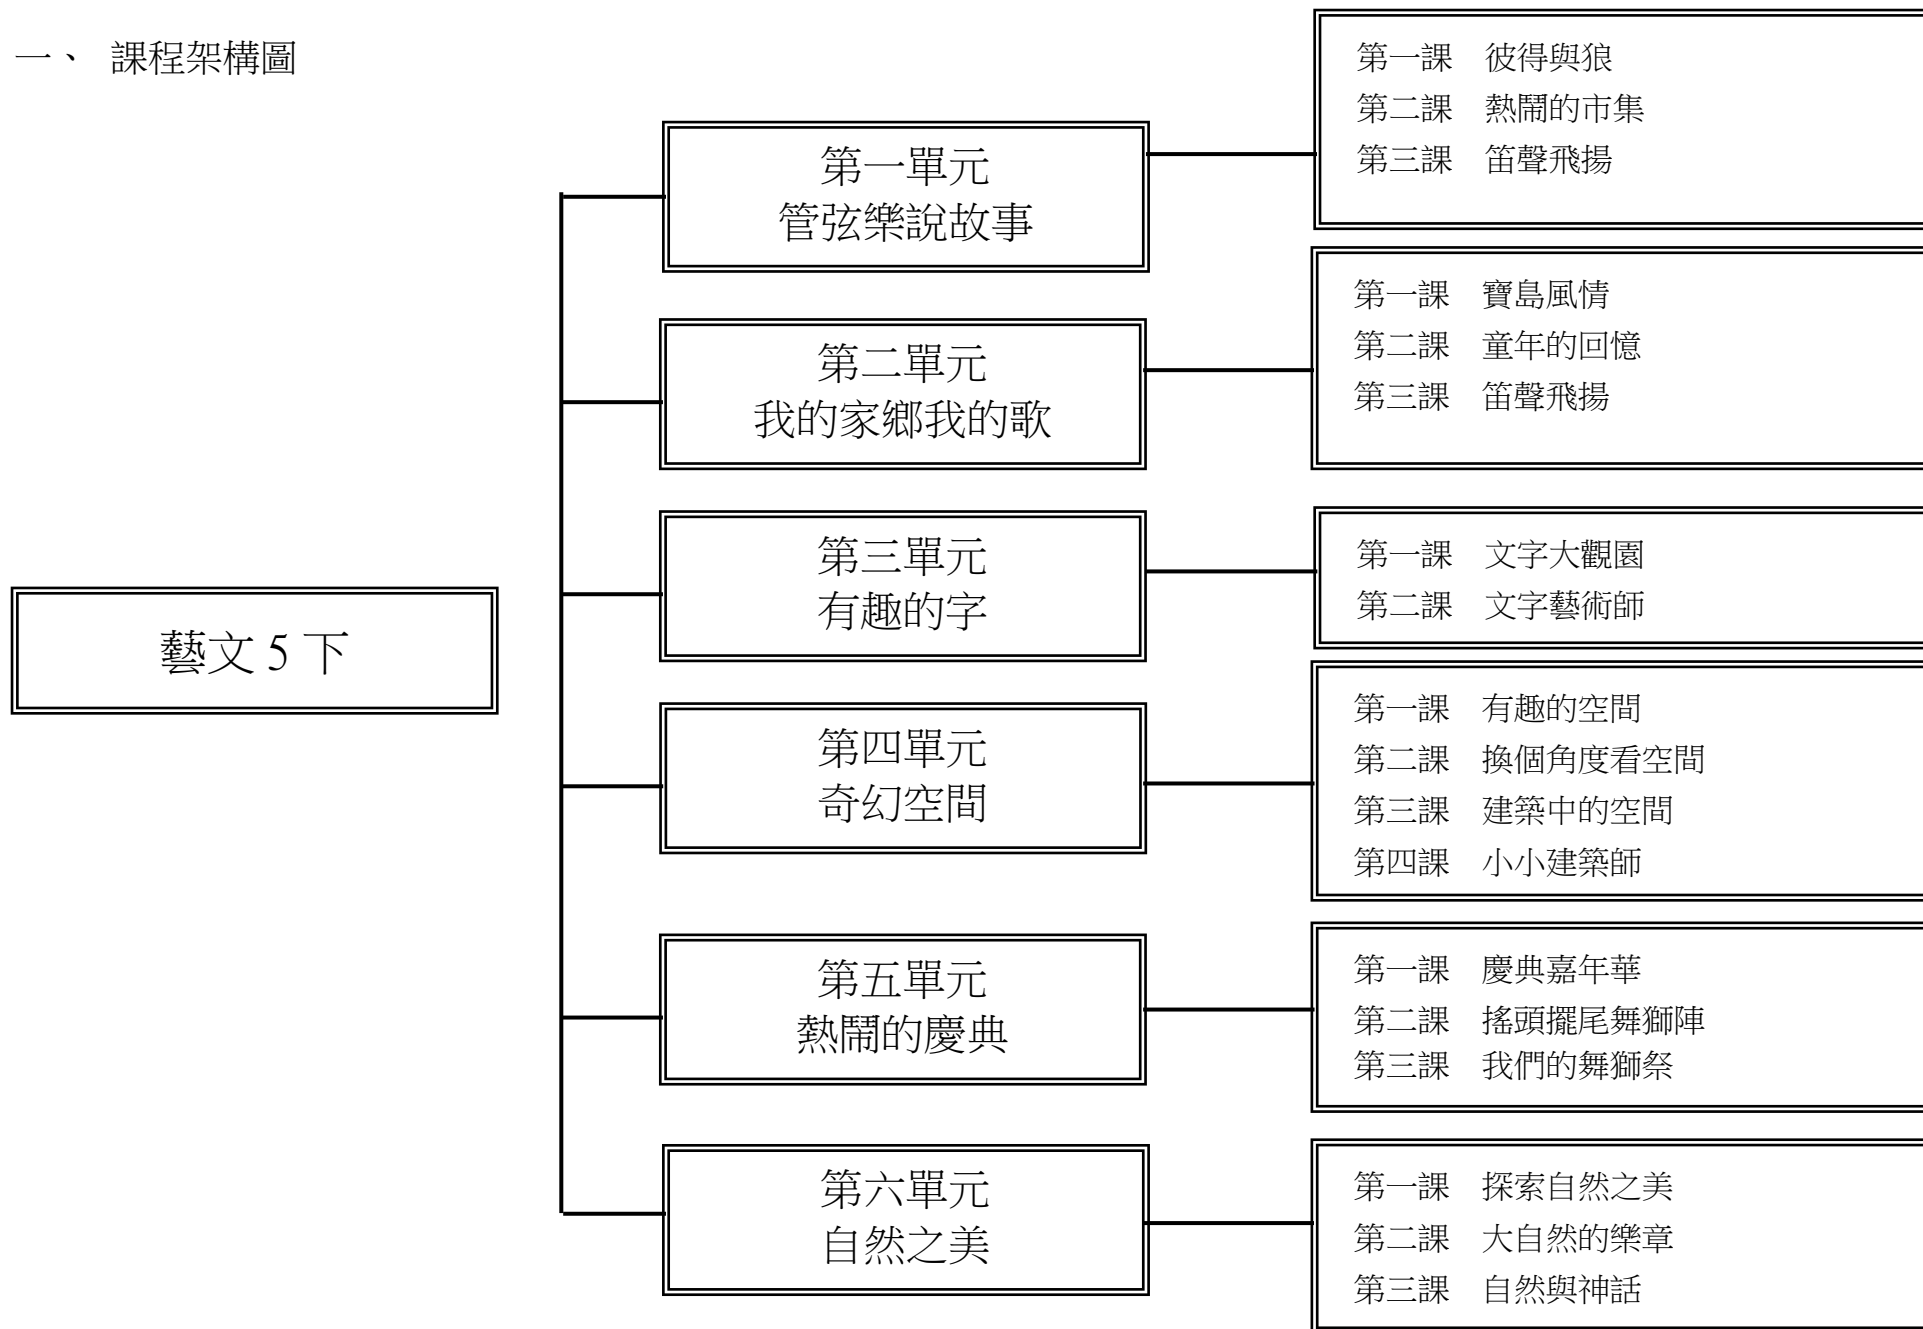 一、 課程架構圖
藝文 5 下
第一單元
管弦樂說故事
第一課 彼得與狼
第二課 熱鬧的市集
第三課 笛聲飛揚
第二單元
我的家鄉我的歌
第一課 寶島風情
第二課 童年的回憶
第三課 笛聲飛揚
第三單元
有趣的字
第一課 文字大觀園
第二課 文字藝術師
第四單元
奇幻空間
第一課 有趣的空間
第二課 換個角度看空間
第三課 建築中的空間
第四課 小小建築師
第五單元
熱鬧的慶典
第一課 慶典嘉年華
第二課 搖頭擺尾舞獅陣
第三課 我們的舞獅祭
第六單元
自然之美
第一課 探索自然之美
第二課 大自然的樂章
第三課 自然與神話